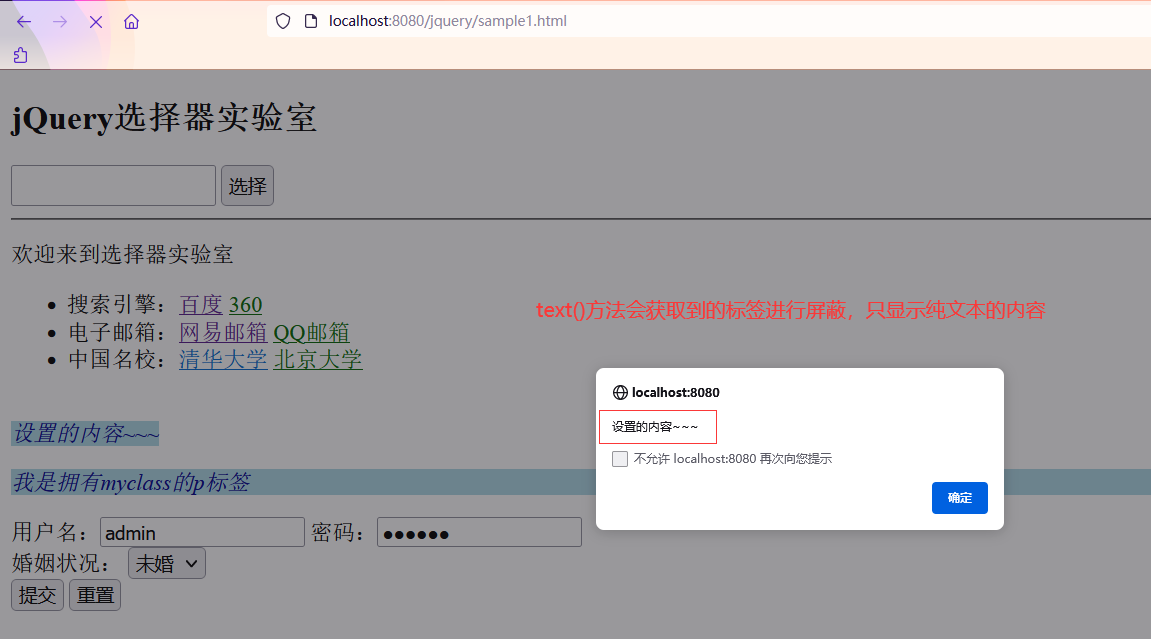 localhost:8080/jquery/sample1.html
jQuery选择器实验室
选择
欢迎来到选择器实验室
搜索引擎：百度 360
电子邮箱：网易邮箱 QQ邮箱
中国名校：清华大学 北京大学
text()方法会获取到的标签进行屏蔽，只显示纯文本的内容
localhost:8080
设置的内容~~~
不允许 localhost:8080 再次向您提示
确定
设置的内容~~~
我是拥有myclass的p标签
用户名：admin 密码：●●●●●●
婚姻状况：未婚
提交 重置